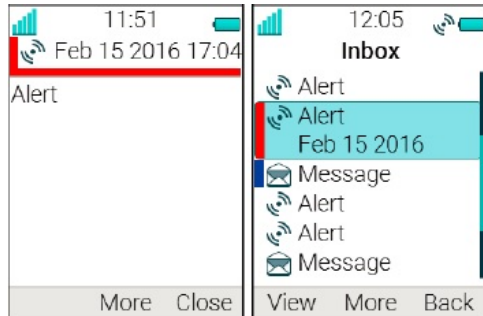 11:51
Feb 15 2016 17:04
Alert
More Close
12:05
Inbox
Alert
Alert
Feb 15 2016
Message
Alert
Alert
Message
View More Back